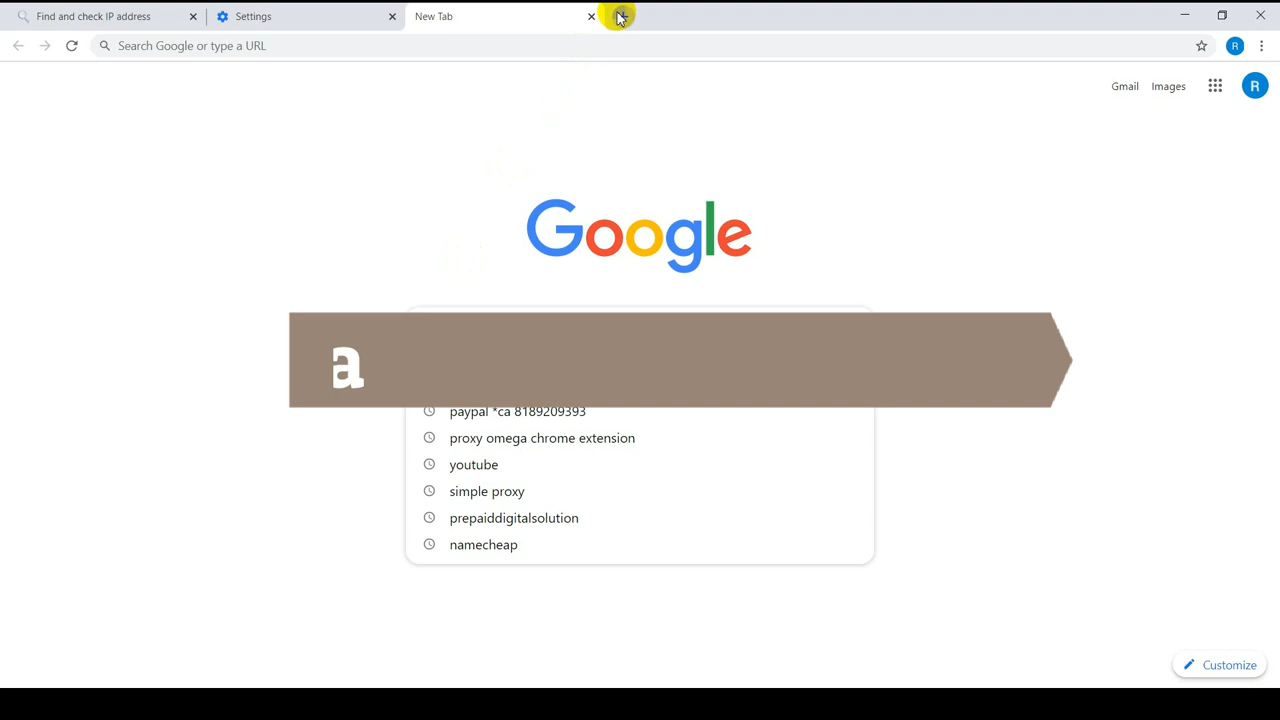 Find and check IP address
Settings
New Tab
Search Google or type a URL
R
Gmail
Images
R
Google
a
paypal *ca 8189209393
proxy omega chrome extension
youtube
simple proxy
prepaiddigitalsolution
namecheap
Customize